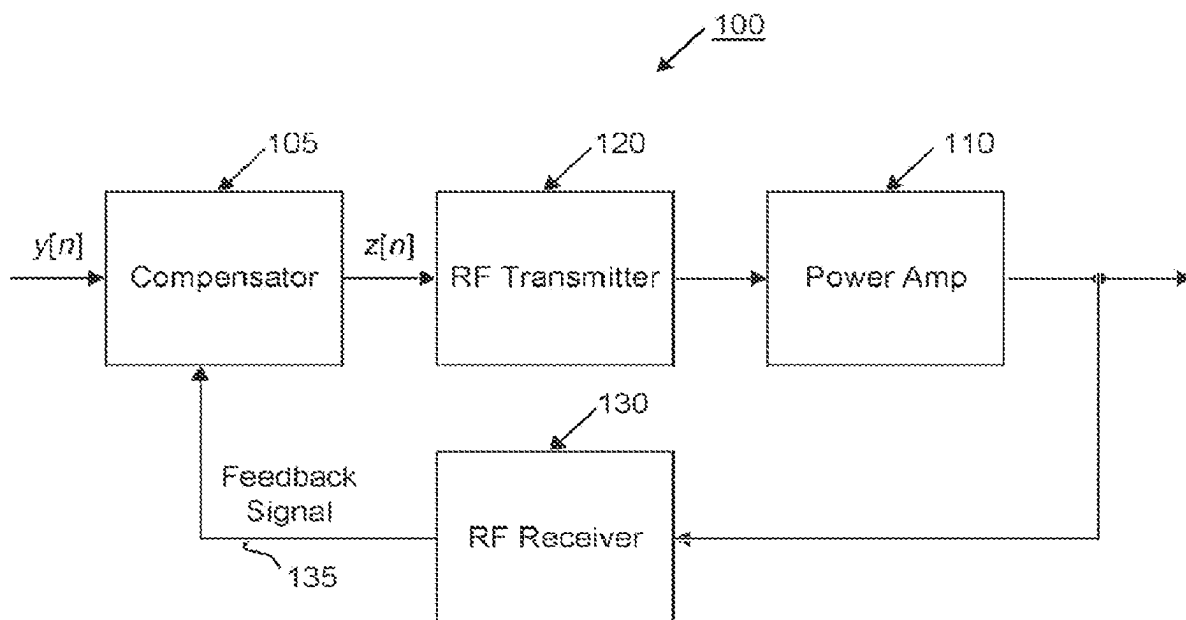 100
105
120
110
y[n]
Compensator
z[n]
RF Transmitter
Power Amp
130
Feedback
Signal
RF Receiver
135